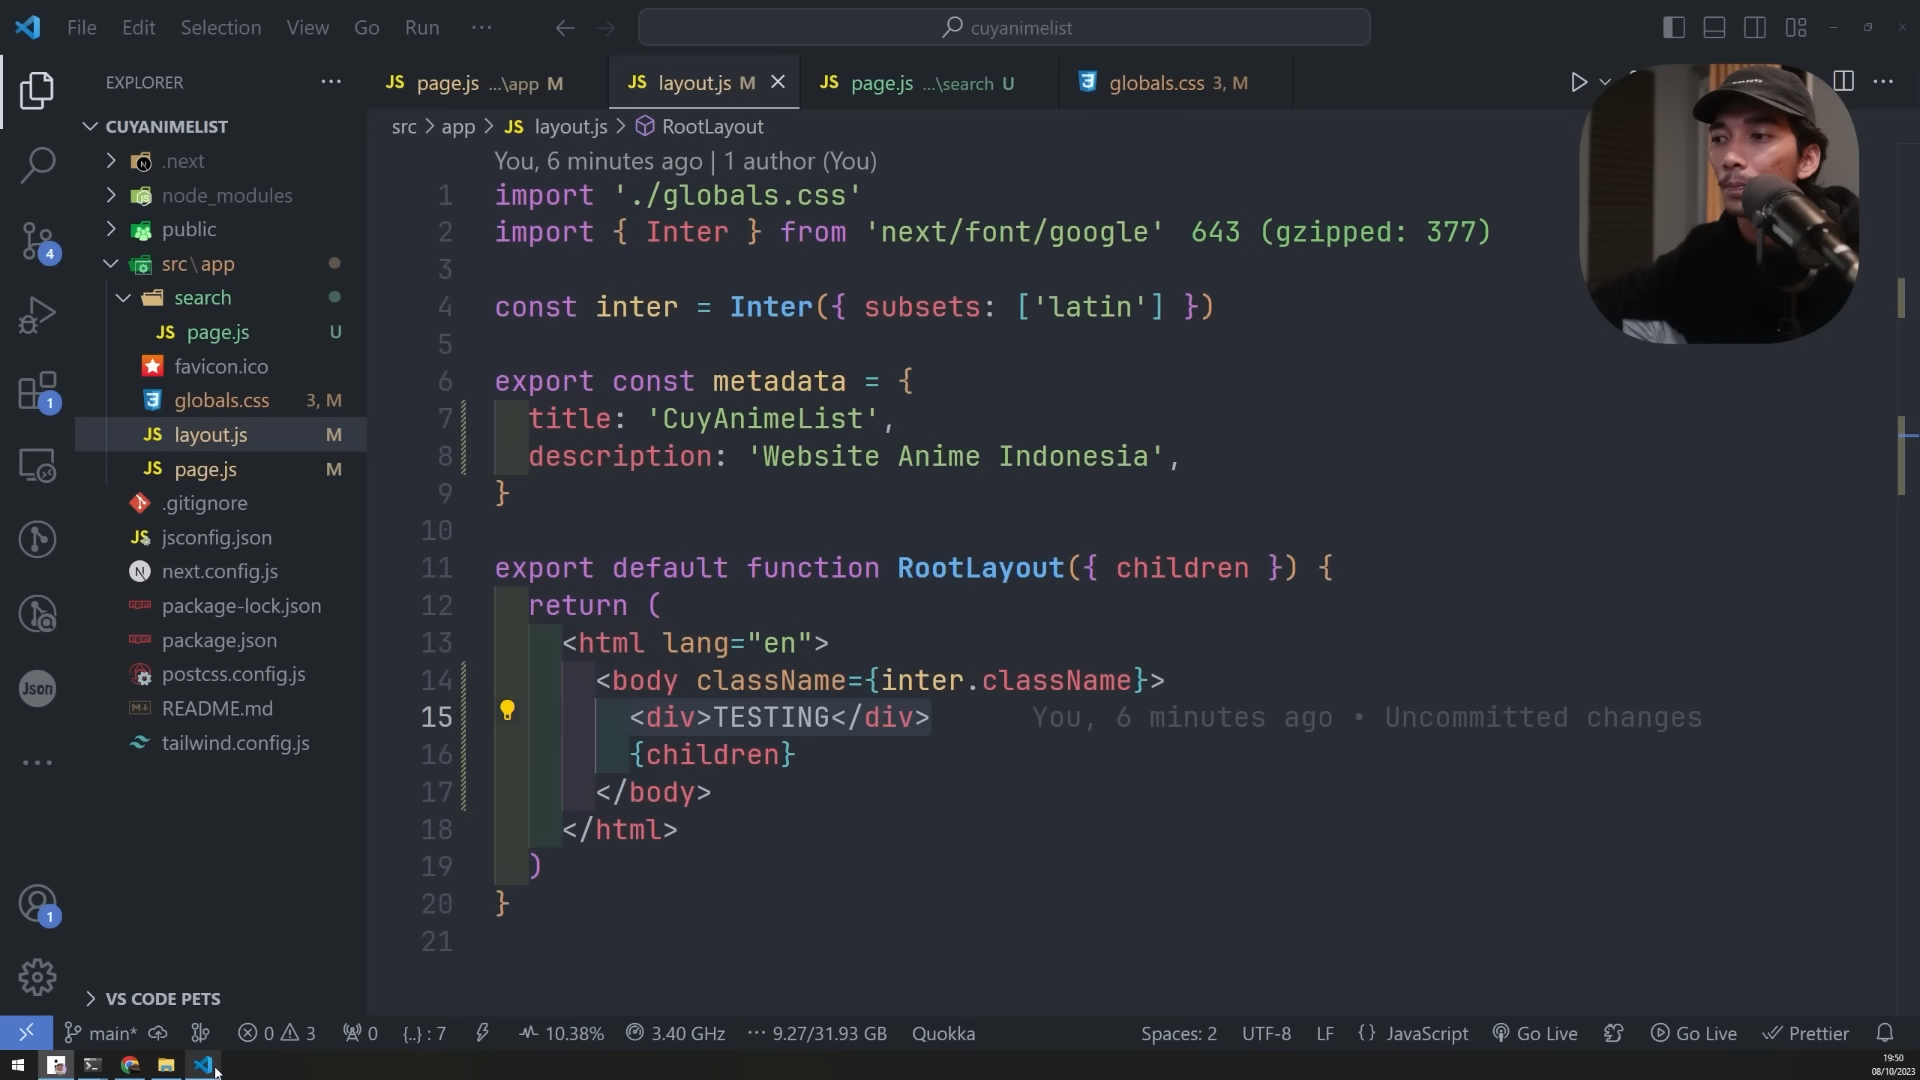 File Edit Selection View Go Run ··· cuyanimelist
EXPLORER ···
CUYANIMELIST
.next
node_modules
public
src\app
search
page.js U
favicon.ico
globals.css 3, M
layout.js M
page.js M
.gitignore
jsconfig.json
next.config.js
package-lock.json
package.json
postcss.config.js
README.md
tailwind.config.js
VS CODE PETS
4
1
Json
1
page.js ...\app M
layout.js M
page.js ...\search U
globals.css 3, M
src > app > JS layout.js > RootLayout
You, 6 minutes ago | 1 author (You)
1 import './globals.css'
2 import { Inter } from 'next/font/google' 643 (gzipped: 377)
3
4 const inter = Inter({ subsets: ['latin'] })
5
6 export const metadata = {
7 title: 'CuyAnimeList',
8 description: 'Website Anime Indonesia',
9 }
10
11 export default function RootLayout({ children }) {
12 return (
13 <html lang="en">
14 <body className={inter.className}>
15 <div>TESTING</div> You, 6 minutes ago • Uncommitted changes
16 {children}
17 </body>
18 </html>
19 )
20 }
21
main* 0 3 0 {..} : 7 10.38% 3.40 GHz 9.27/31.93 GB Quokka Spaces: 2 UTF-8 LF { } JavaScript Go Live Go Live Prettier
19:50
08/10/2023